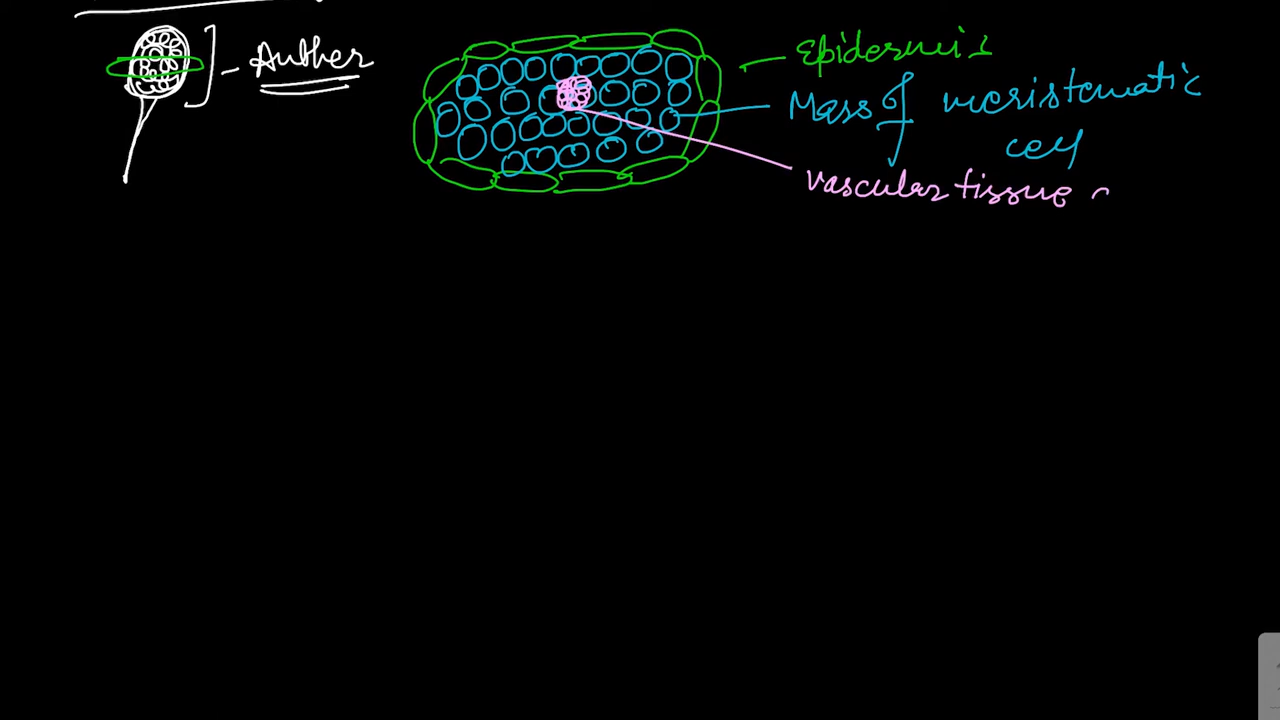 Anther
Epidermis
Mass of meristematic
cell
vascular tissue